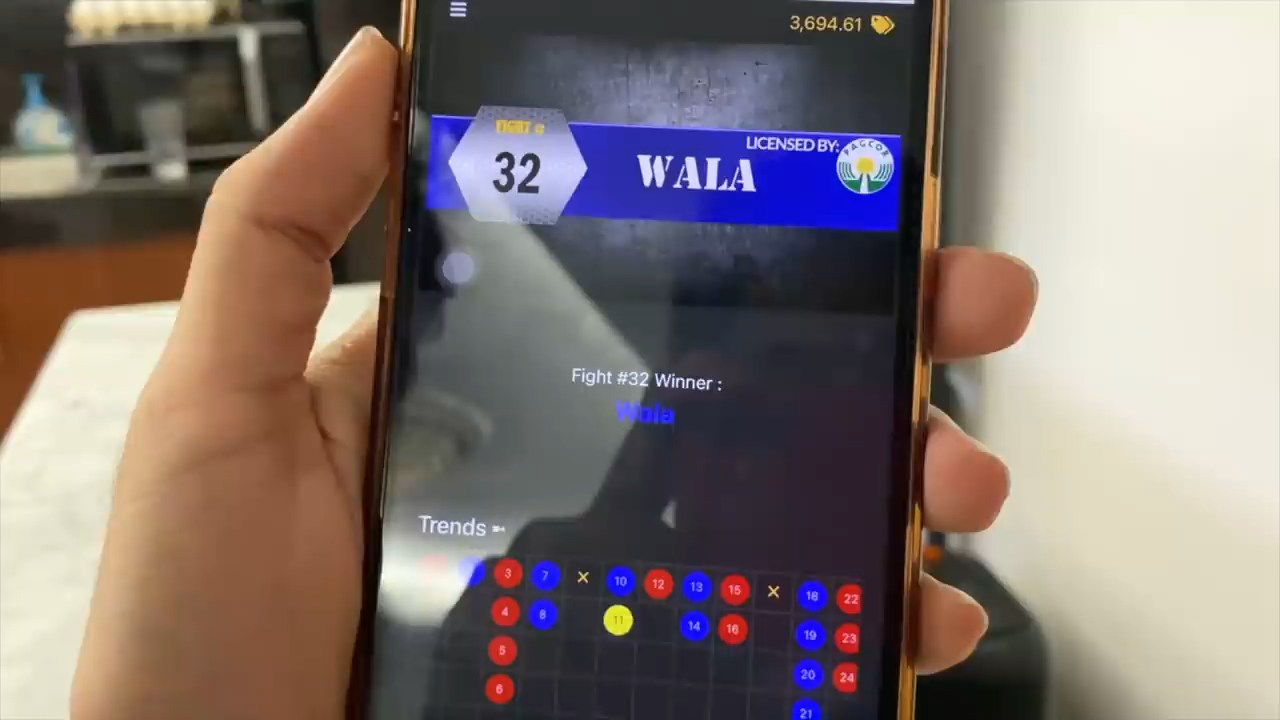 3,694.61
FIGHT #
32
WALA
LICENSED BY:
PAGCOR
Fight #32 Winner :
Wala
Trends
3 7 × 10 12 13 15 × 18 22
4 8 11 14 16 19 23
5 20 24
6 21